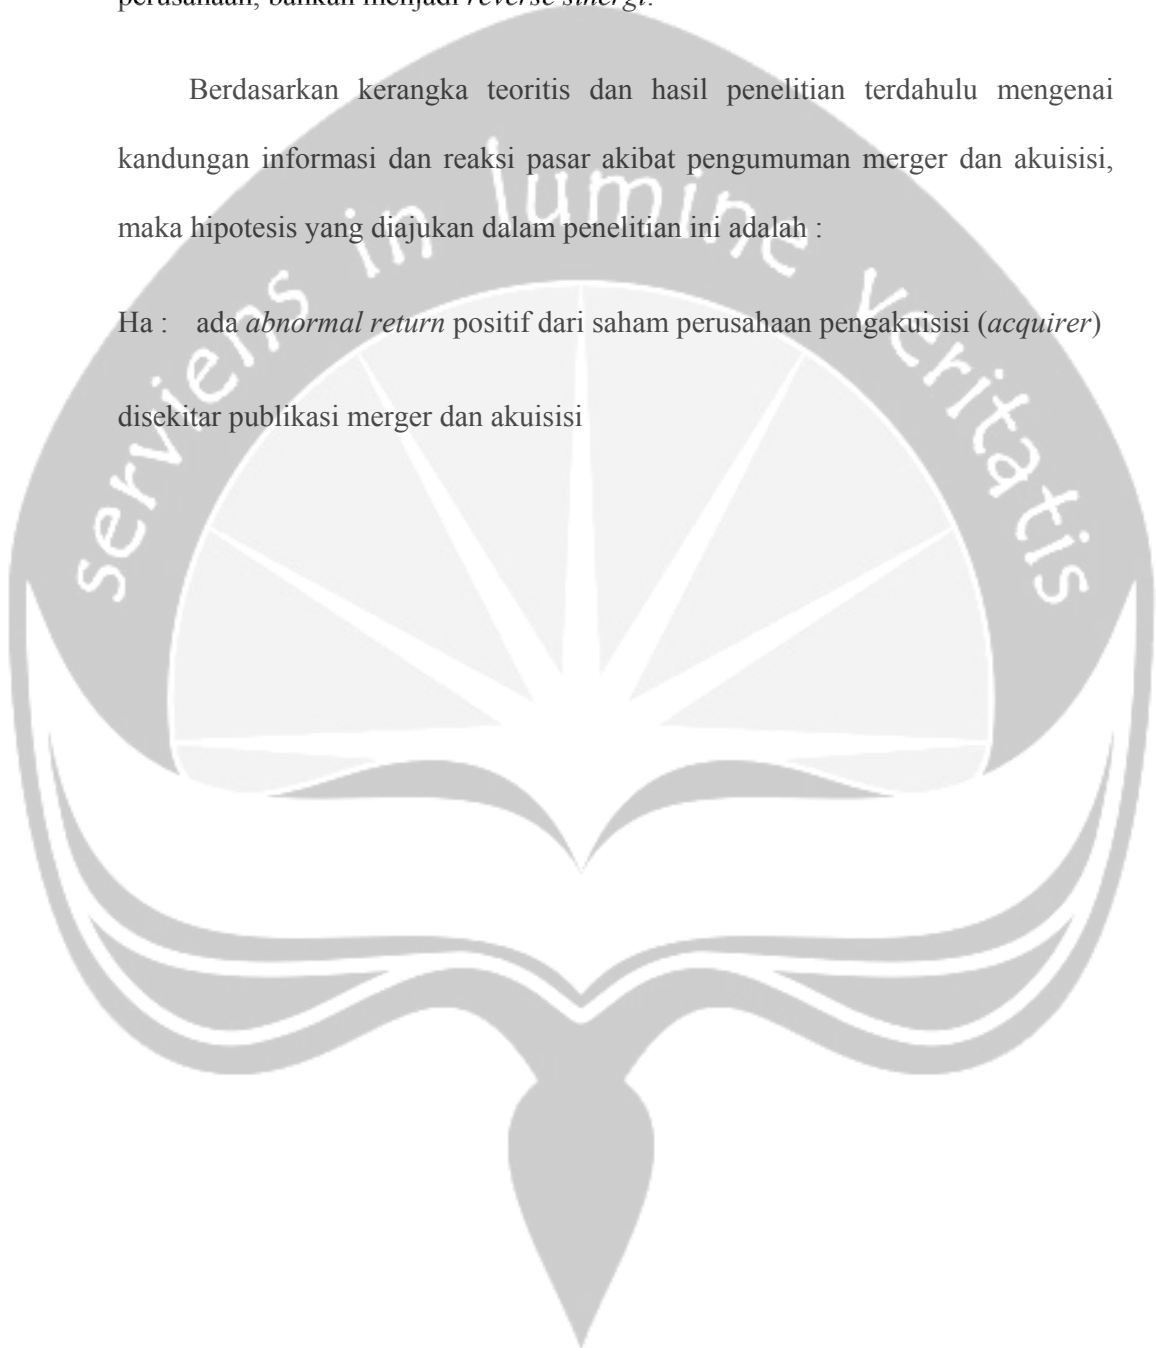 perusahaan, bahkan menjadi reverse sinergi.
Berdasarkan kerangka teoritis dan hasil penelitian terdahulu mengenai
kandungan informasi dan reaksi pasar akibat pengumuman merger dan akuisisi,
maka hipotesis yang diajukan dalam penelitian ini adalah :
Ha : ada abnormal return positif dari saham perusahaan pengakuisisi (acquirer)
disekitar publikasi merger dan akuisisi
serviens in lumine veritatis